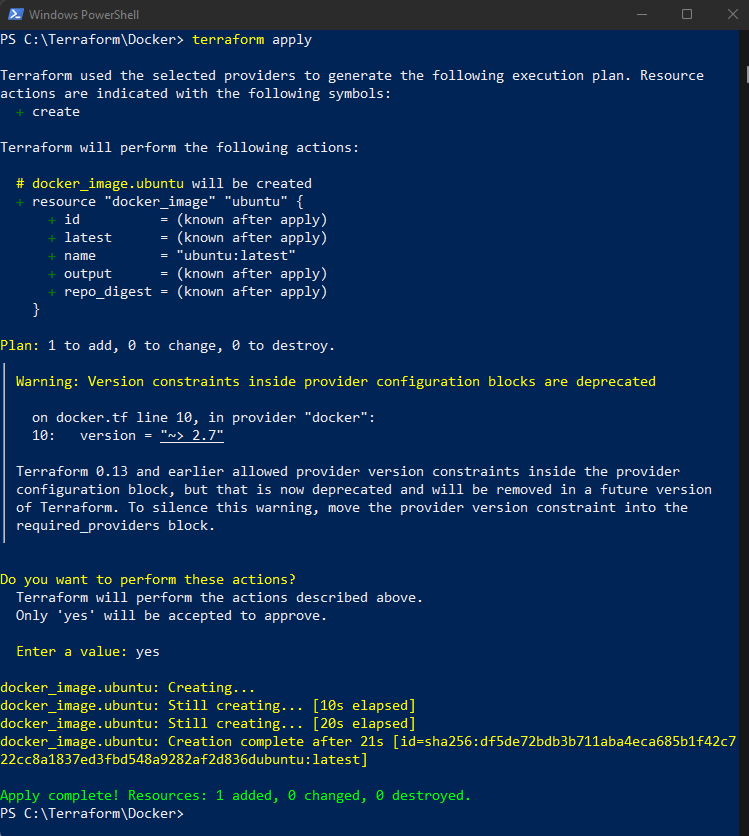 Windows PowerShell
PS C:\Terraform\Docker> terraform apply
Terraform used the selected providers to generate the following execution plan. Resource
actions are indicated with the following symbols:
+ create
Terraform will perform the following actions:
# docker_image.ubuntu will be created
+ resource "docker_image" "ubuntu" {
+ id          = (known after apply)
+ latest      = (known after apply)
+ name        = "ubuntu:latest"
+ output      = (known after apply)
+ repo_digest = (known after apply)
}
Plan: 1 to add, 0 to change, 0 to destroy.
Warning: Version constraints inside provider configuration blocks are deprecated
on docker.tf line 10, in provider "docker":
10:   version = "~> 2.7"
Terraform 0.13 and earlier allowed provider version constraints inside the provider
configuration block, but that is now deprecated and will be removed in a future version
of Terraform. To silence this warning, move the provider version constraint into the
required_providers block.
Do you want to perform these actions?
Terraform will perform the actions described above.
Only 'yes' will be accepted to approve.
Enter a value: yes
docker_image.ubuntu: Creating...
docker_image.ubuntu: Still creating... [10s elapsed]
docker_image.ubuntu: Still creating... [20s elapsed]
docker_image.ubuntu: Creation complete after 21s [id=sha256:df5de72bdb3b711aba4eca685b1f42c7
22cc8a1837ed3fbd548a9282af2d836dubuntu:latest]
Apply complete! Resources: 1 added, 0 changed, 0 destroyed.
PS C:\Terraform\Docker>